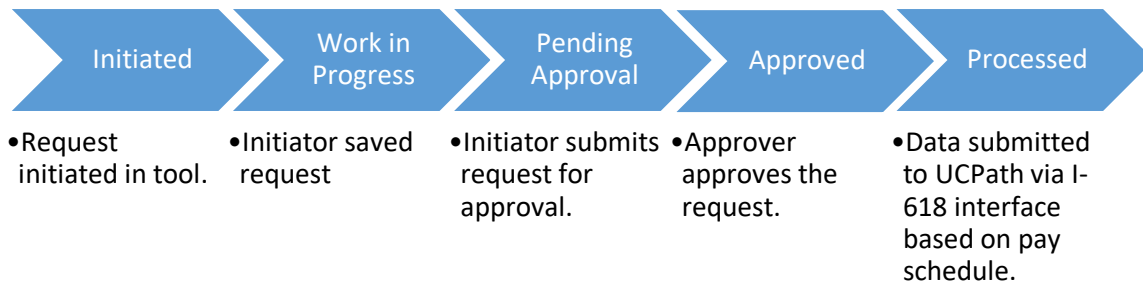 Initiated
Work in
Progress
Pending
Approval
Approved
Processed
•Request
initiated in tool.
•Initiator saved
request
•Initiator submits
request for
approval.
•Approver
approves the
request.
•Data submitted
to UCPath via I-
618 interface
based on pay
schedule.